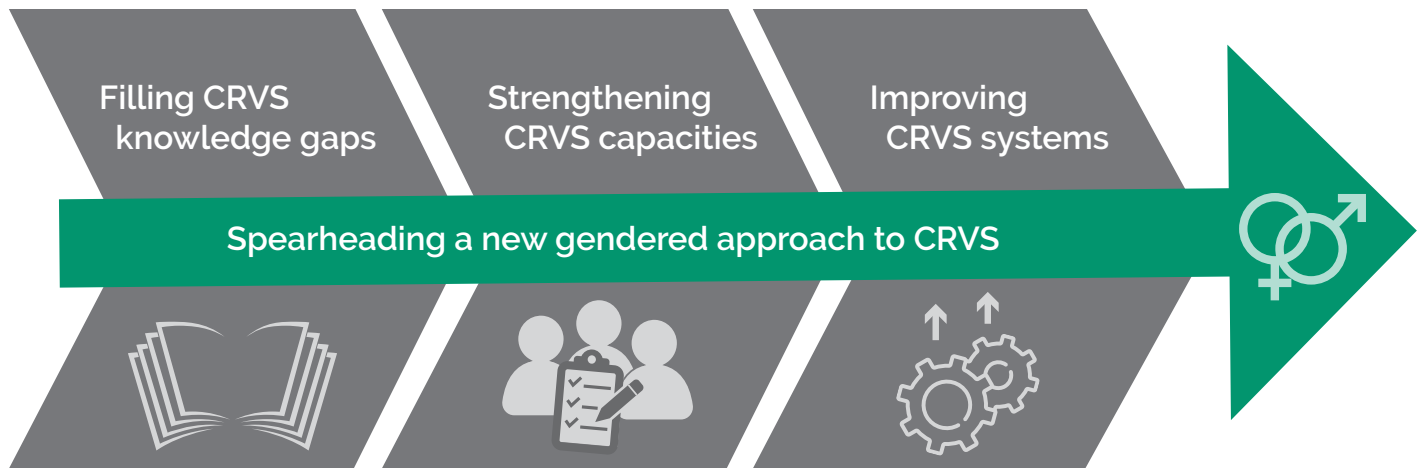 Filling CRVS
knowledge gaps
Strengthening
CRVS capacities
Improving
CRVS systems
Spearheading a new gendered approach to CRVS